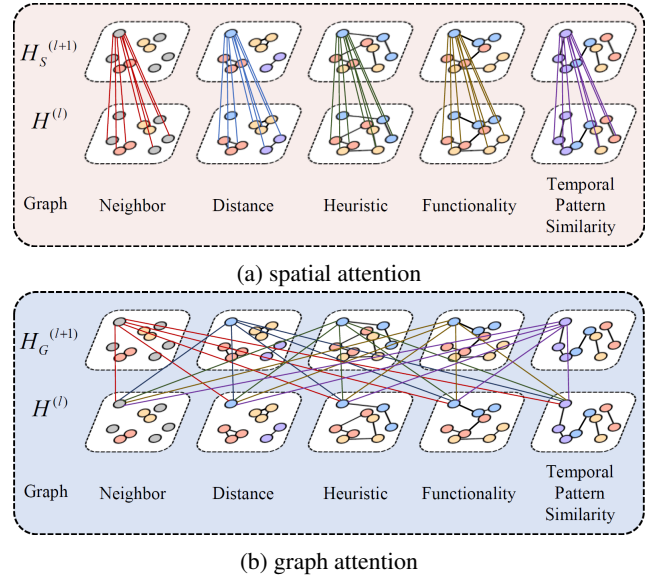 H_S^(l+1)
H^(l)
Graph Neighbor Distance Heuristic Functionality Temporal
Pattern
Similarity
(a) spatial attention
H_G^(l+1)
H^(l)
Graph Neighbor Distance Heuristic Functionality Temporal
Pattern
Similarity
(b) graph attention